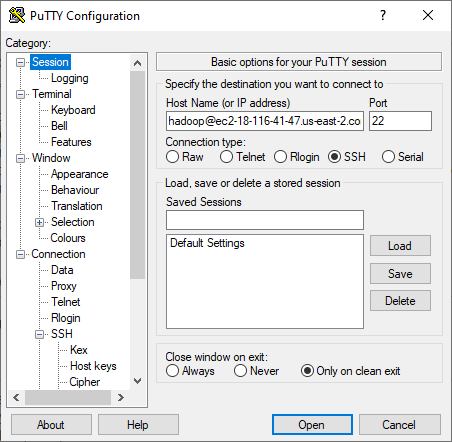 PuTTY Configuration
?
Category:
Session
Logging
Terminal
Keyboard
Bell
Features
Window
Appearance
Behaviour
Translation
Selection
Colours
Connection
Data
Proxy
Telnet
Rlogin
SSH
Kex
Host keys
Cipher
Basic options for your PuTTY session
Specify the destination you want to connect to
Host Name (or IP address) Port
hadoop@ec2-18-116-41-47.us-east-2.co 22
Connection type:
Raw Telnet Rlogin SSH Serial
Load, save or delete a stored session
Saved Sessions
Default Settings
Load
Save
Delete
Close window on exit:
Always Never Only on clean exit
About Help Open Cancel